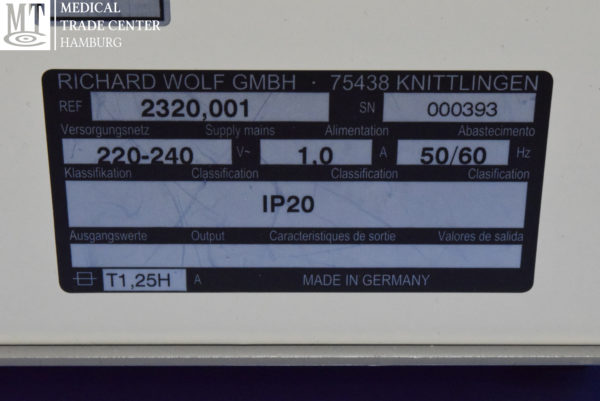 MT MEDICAL
TRADE CENTER
HAMBURG
RICHARD WOLF GMBH · 75438 KNITTLINGEN
REF 2320,001 SN 000393
Versorgungsnetz Supply mains Alimentation Abastecimento
220-240 V~ 1,0 A 50/60 Hz
Klassifikation Classification Classification Clasification
IP20
Ausgangswerte Output Caracteristiques de sortie Valores de salida
T1,25H A MADE IN GERMANY